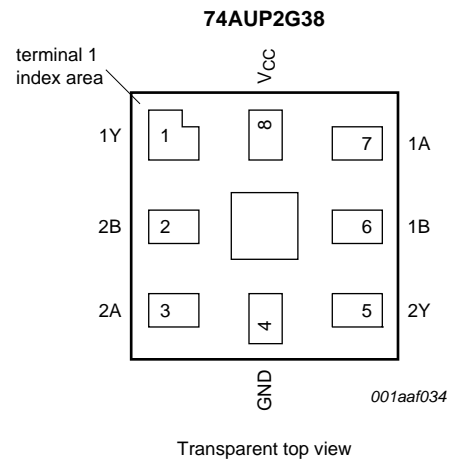 74AUP2G38
terminal 1
index area
VCC
1Y 1 8 7 1A
2B 2 6 1B
2A 3 4 5 2Y
GND
001aaf034
Transparent top view